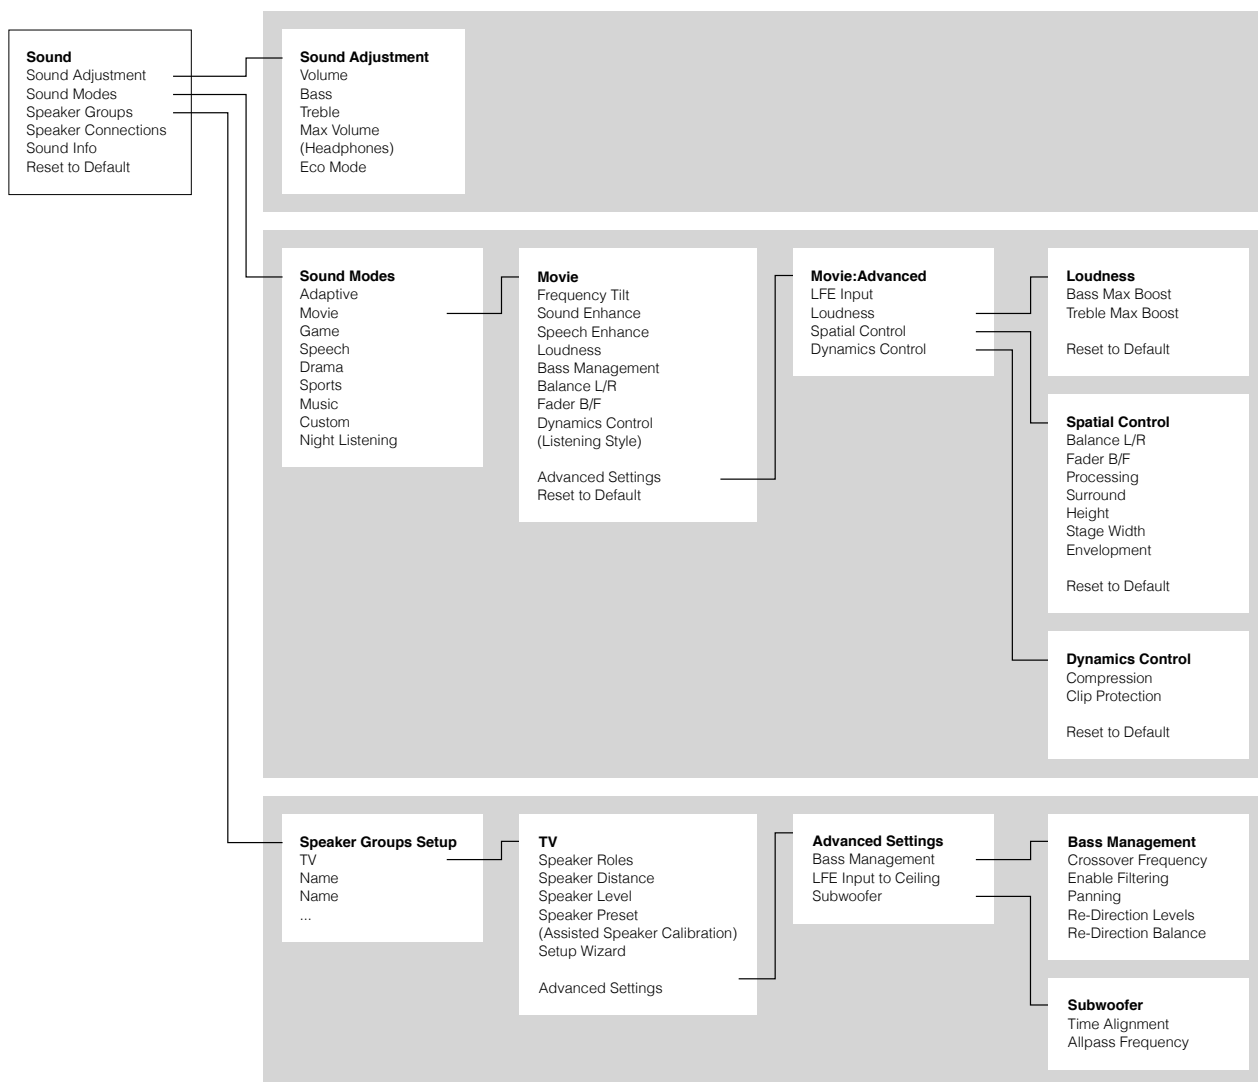 Sound
Sound Adjustment
Sound Modes
Speaker Groups
Speaker Connections
Sound Info
Reset to Default
Sound Adjustment
Volume
Bass
Treble
Max Volume
(Headphones)
Eco Mode
Sound Modes
Adaptive
Movie
Game
Speech
Drama
Sports
Music
Custom
Night Listening
Movie
Frequency Tilt
Sound Enhance
Speech Enhance
Loudness
Bass Management
Balance L/R
Fader B/F
Dynamics Control
(Listening Style)
Advanced Settings
Reset to Default
Movie:Advanced
LFE Input
Loudness
Spatial Control
Dynamics Control
Loudness
Bass Max Boost
Treble Max Boost
Reset to Default
Spatial Control
Balance L/R
Fader B/F
Processing
Surround
Height
Stage Width
Envelopment
Reset to Default
Dynamics Control
Compression
Clip Protection
Reset to Default
Speaker Groups Setup
TV
Name
Name
...
TV
Speaker Roles
Speaker Distance
Speaker Level
Speaker Preset
(Assisted Speaker Calibration)
Setup Wizard
Advanced Settings
Advanced Settings
Bass Management
LFE Input to Ceiling
Subwoofer
Bass Management
Crossover Frequency
Enable Filtering
Panning
Re-Direction Levels
Re-Direction Balance
Subwoofer
Time Alignment
Allpass Frequency